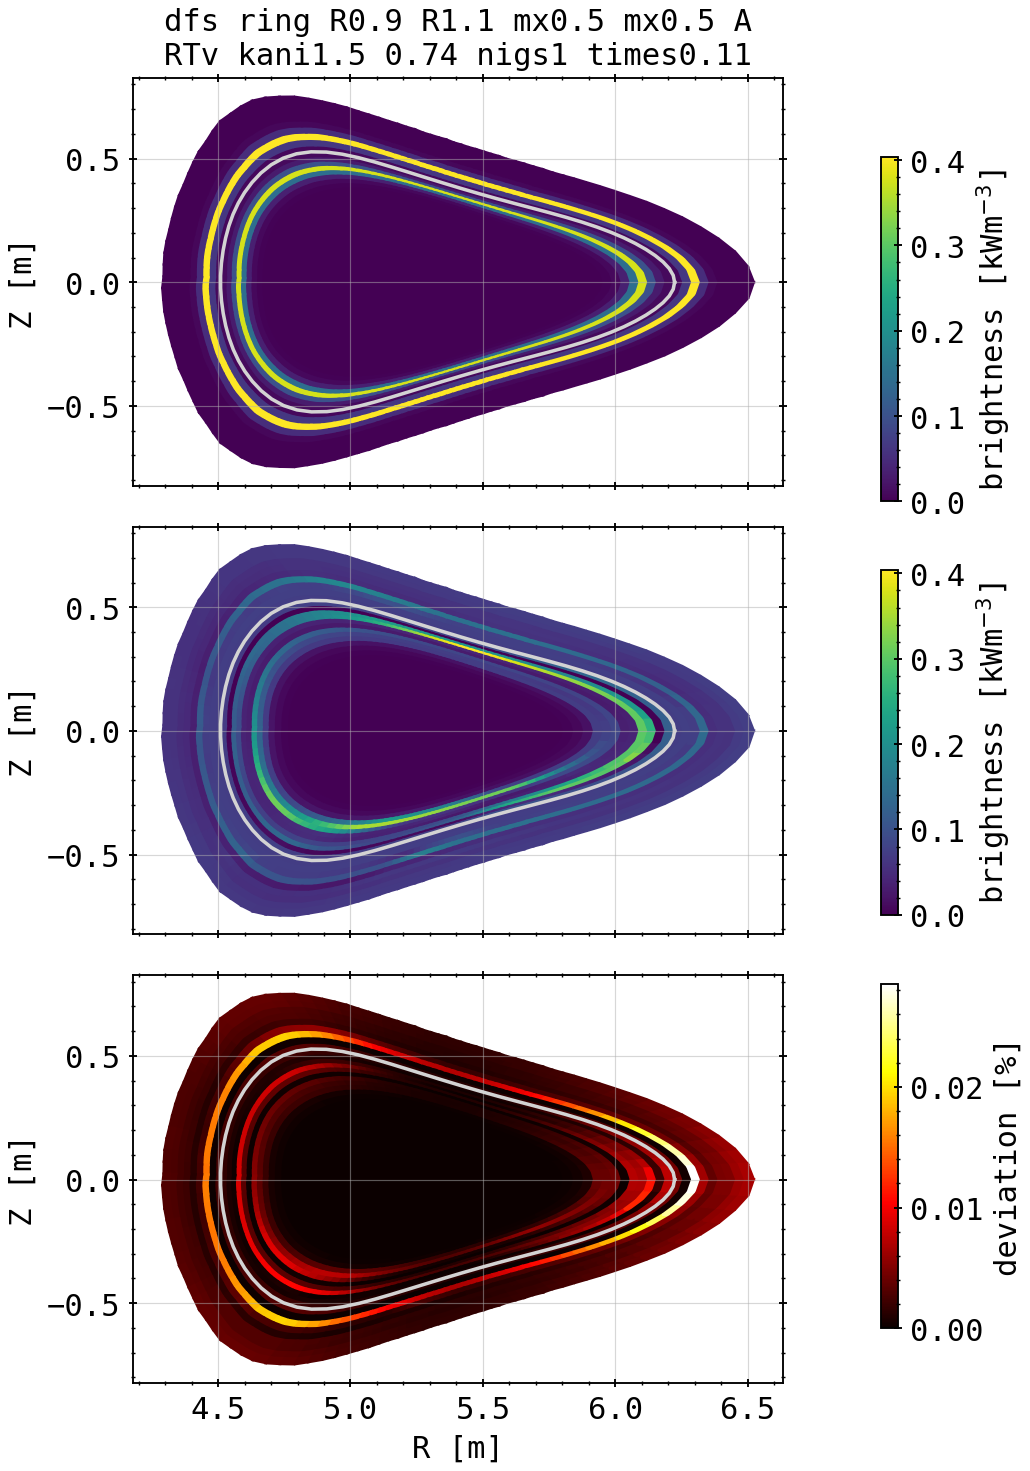 dfs ring R0.9 R1.1 mx0.5 mx0.5 A
RTv kani1.5 0.74 nigs1 times0.11
0.5
0.0
−0.5
Z [m]
0.4
0.3
0.2
0.1
0.0
brightness [kWm⁻³]
0.5
0.0
−0.5
Z [m]
0.4
0.3
0.2
0.1
0.0
brightness [kWm⁻³]
0.5
0.0
−0.5
Z [m]
0.02
0.01
0.00
deviation [%]
4.5 5.0 5.5 6.0 6.5
R [m]